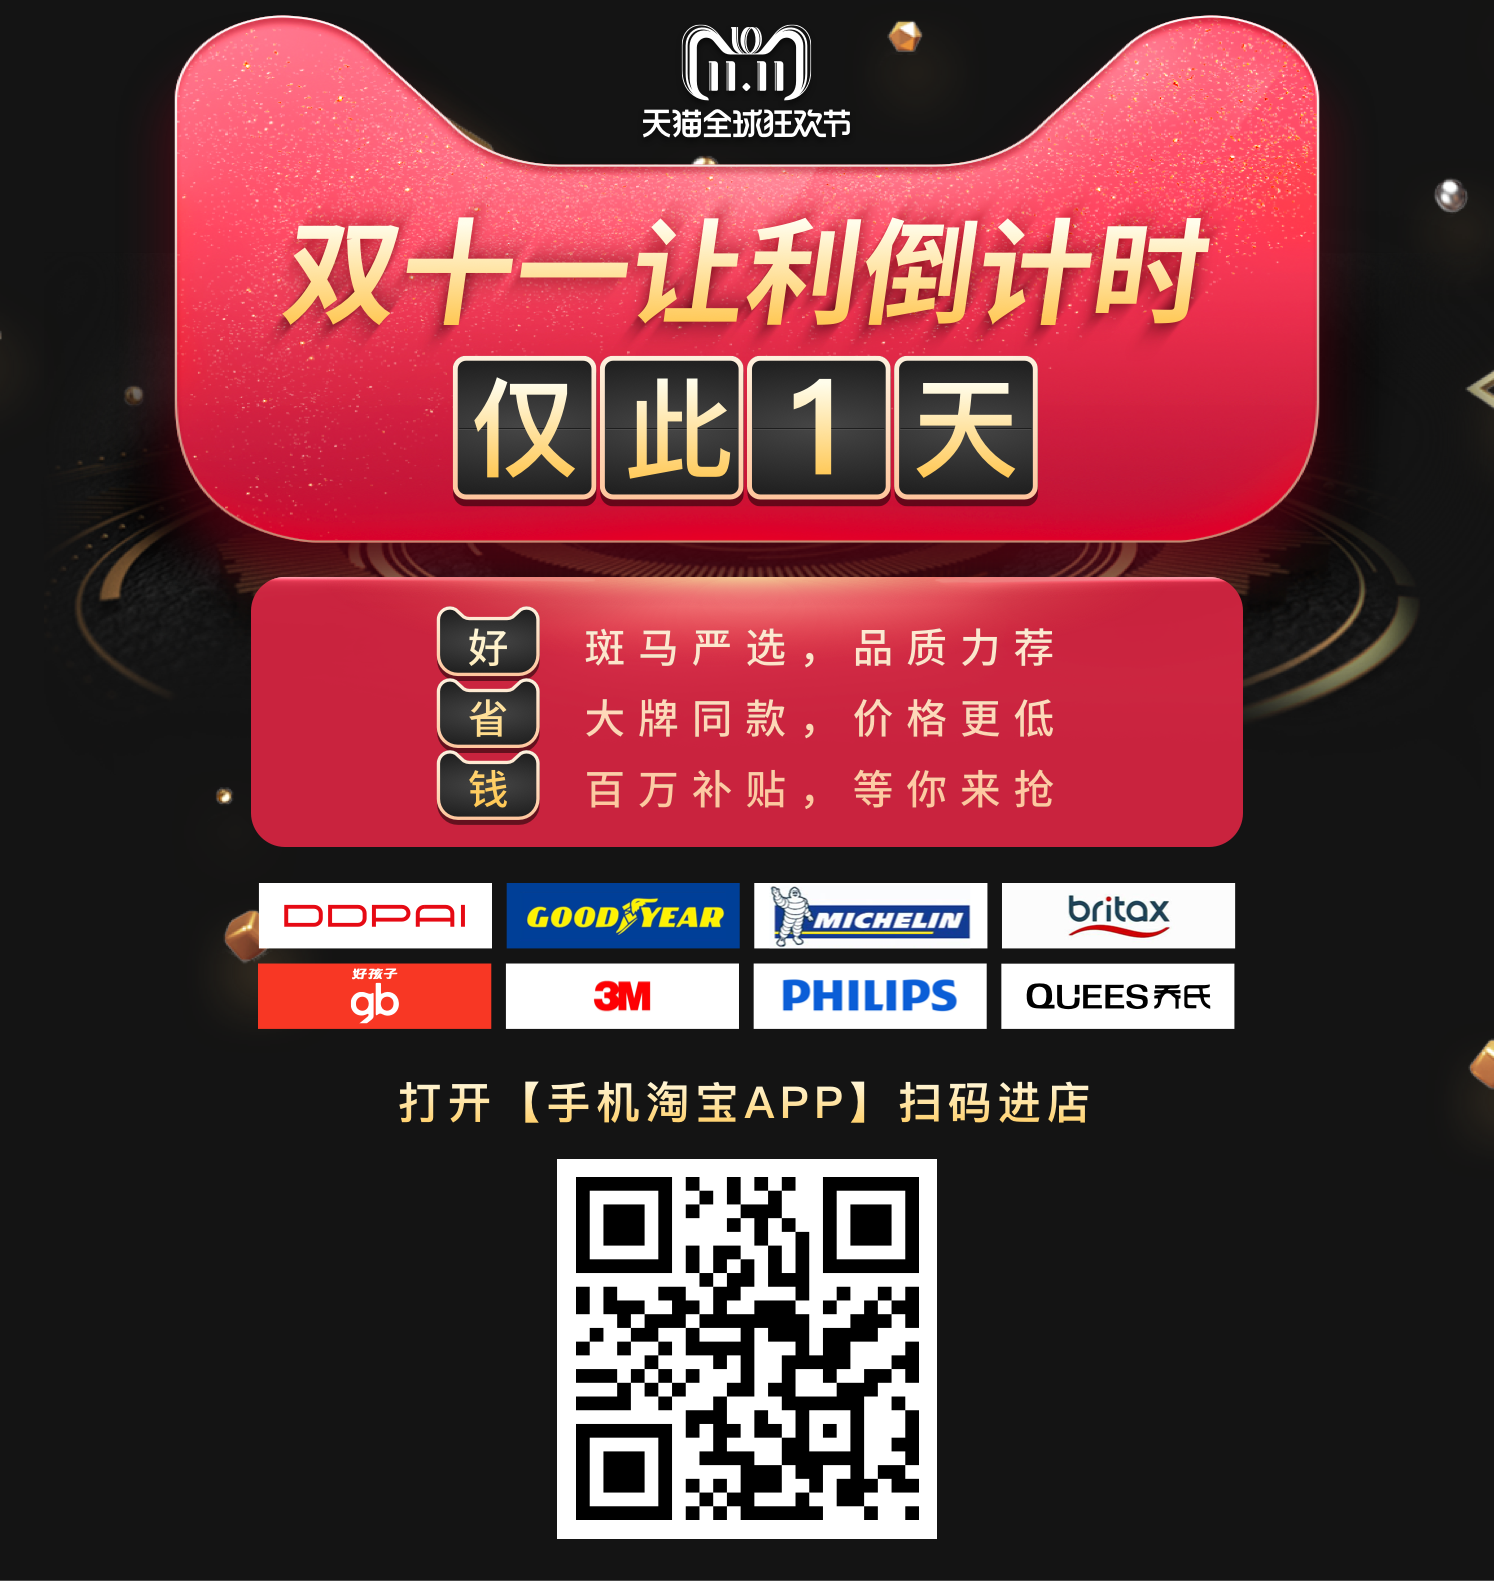 10
11.11
天猫全球狂欢节
双十一让利倒计时
仅此1天
好 斑马严选，品质力荐
省 大牌同款，价格更低
钱 百万补贴，等你来抢
DDPAI GOODYEAR MICHELIN britax
好孩子
gb 3M PHILIPS QUEES乔氏
打开【手机淘宝APP】扫码进店